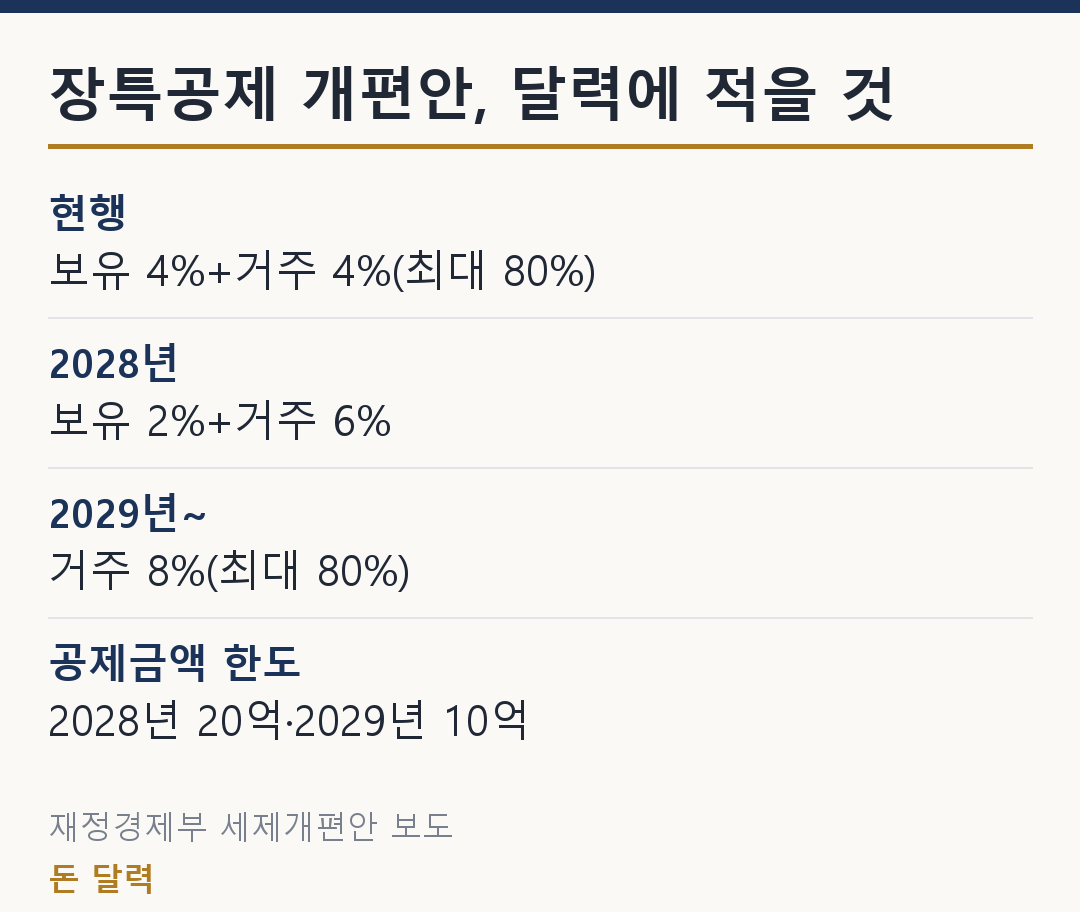 장특공제 개편안, 달력에 적을 것
현행
보유 4%+거주 4%(최대 80%)
2028년
보유 2%+거주 6%
2029년~
거주 8%(최대 80%)
공제금액 한도
2028년 20억·2029년 10억
재정경제부 세제개편안 보도
돈 달력